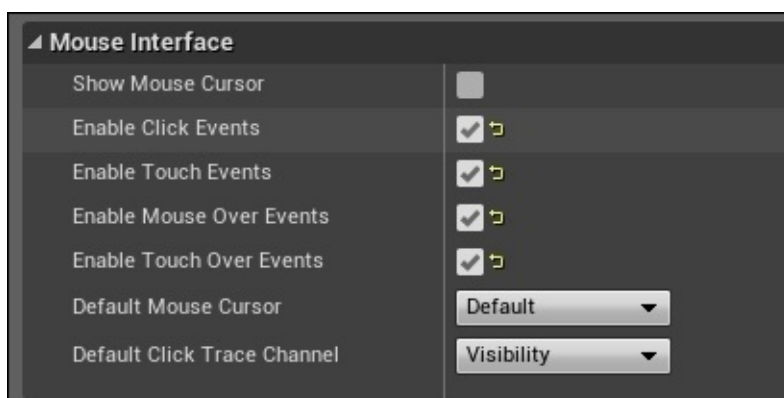 Mouse Interface
Show Mouse Cursor
Enable Click Events
Enable Touch Events
Enable Mouse Over Events
Enable Touch Over Events
Default Mouse Cursor Default
Default Click Trace Channel Visibility